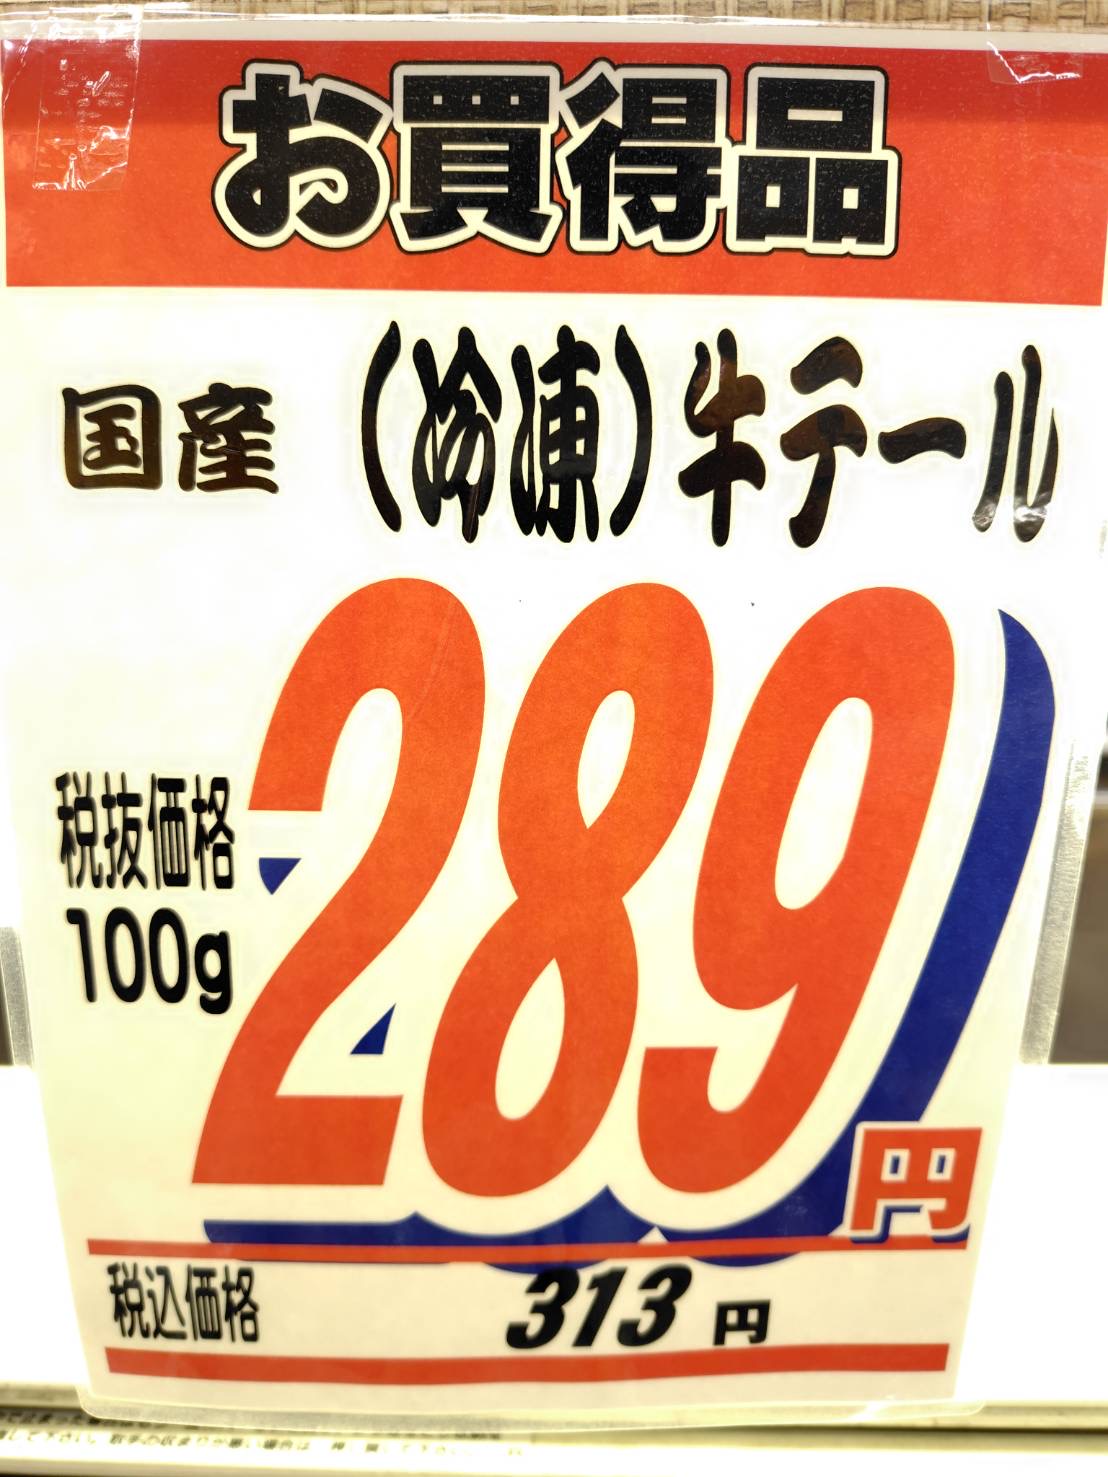 お買得品
国産 (冷凍)牛テール
税抜価格
100g
289円
税込価格 313円